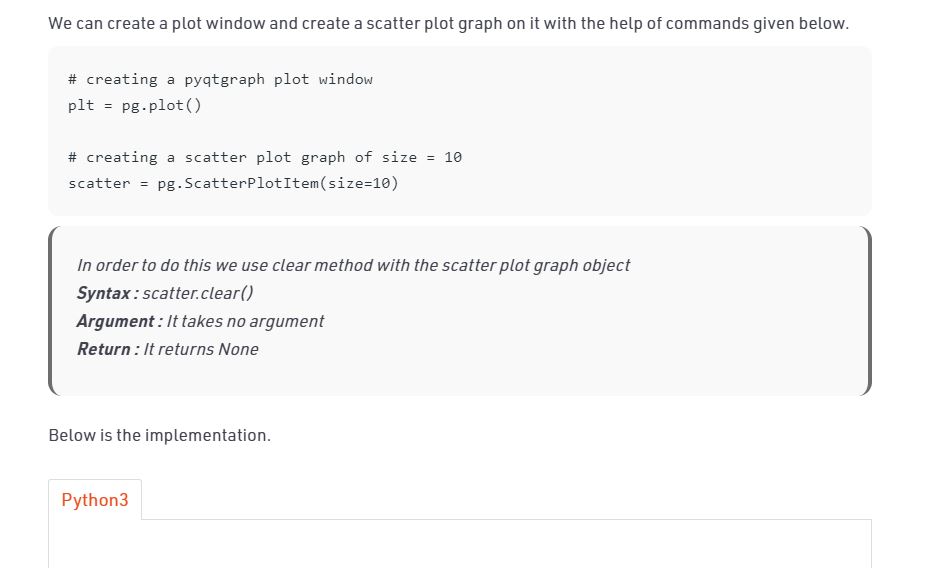 We can create a plot window and create a scatter plot graph on it with the help of commands given below.
# creating a pyqtgraph plot window
plt = pg.plot()
# creating a scatter plot graph of size = 10
scatter = pg.ScatterPlotItem(size=10)
In order to do this we use clear method with the scatter plot graph object
Syntax : scatter.clear()
Argument : It takes no argument
Return : It returns None
Below is the implementation.
Python3